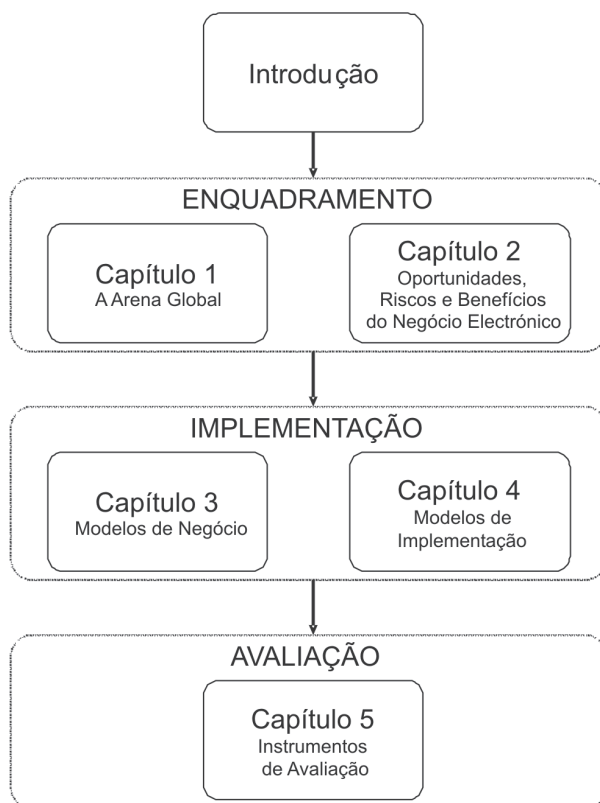 Introdução
ENQUADRAMENTO
Capítulo 1
A Arena Global
Capítulo 2
Oportunidades,
Riscos e Benefícios
do Negócio Electrónico
IMPLEMENTAÇÃO
Capítulo 3
Modelos de Negócio
Capítulo 4
Modelos de
Implementação
AVALIAÇÃO
Capítulo 5
Instrumentos
de Avaliação